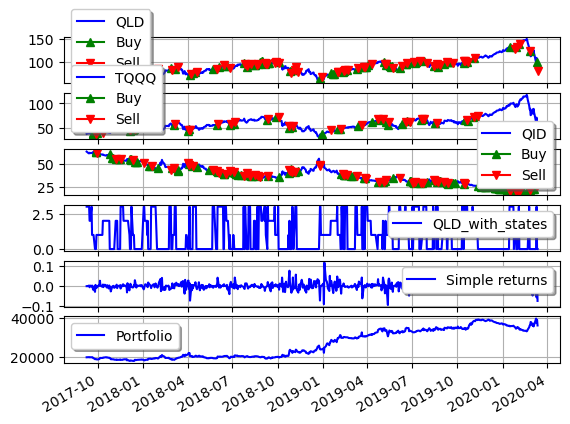 QLD
Buy
Sell
150
100
TQQQ
Buy
Sell
100
50
QID
Buy
Sell
50
25
QLD_with_states
2.5
0.0
Simple returns
0.1
0.0
−0.1
Portfolio
40000
20000
2017-10
2018-01
2018-04
2018-07
2018-10
2019-01
2019-04
2019-07
2019-10
2020-01
2020-04